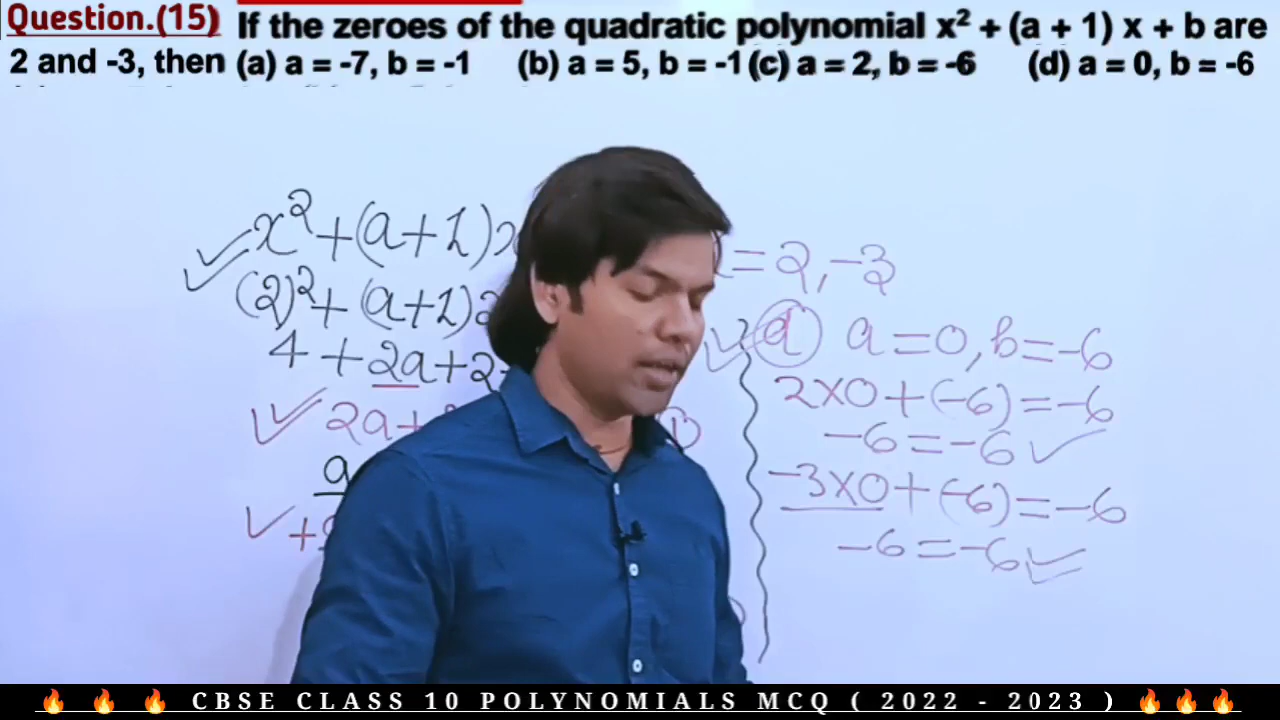 Question.(15) If the zeroes of the quadratic polynomial x² + (a + 1) x + b are
2 and -3, then (a) a = -7, b = -1 (b) a = 5, b = -1 (c) a = 2, b = -6 (d) a = 0, b = -6
x²+(a+1)x
(2)²+(a+1)2
4+2a+2
2a+
a
+
=2,-3
d a=0, b=-6
2×0+(-6)=-6
-6=-6
-3×0+(-6)=-6
-6=-6
CBSE CLASS 10 POLYNOMIALS MCQ ( 2022 - 2023 )